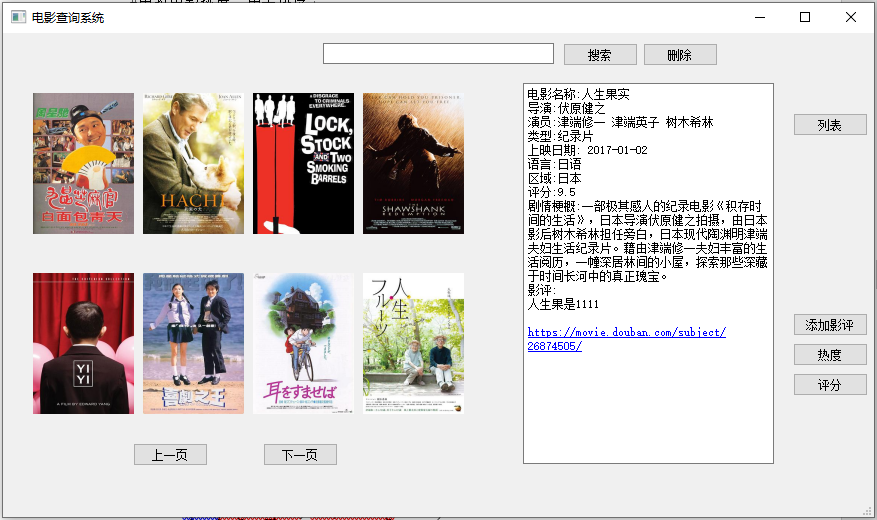 电影查询系统
搜索
删除
周星馳
九品芝麻官
白面包青天
RICHARD GERE
JOAN ALLEN
HACHI
A DISGRACE TO CRIMINALS EVERYWHERE.
LOCK,
STOCK
AND TWO
SMOKING
BARRELS
SHAWSHANK
REDEMPTION
YI
YI
A FILM BY EDWARD YANG
喜劇之王
耳をすませば
人生
フルーツ
上一页
下一页
电影名称:人生果实
导演:伏原健之
演员:津端修一 津端英子 树木希林
类型:纪录片
上映日期: 2017-01-02
语言:日语
区域:日本
评分:9.5
剧情梗概:一部极其感人的纪录电影《积存时
间的生活》，日本导演伏原健之拍摄，由日本
影后树木希林担任旁白，日本现代陶渊明津端
夫妇生活纪录片。藉由津端修一夫妇丰富的生
活阅历，一幢深居林间的小屋，探索那些深藏
于时间长河中的真正瑰宝。
影评:
人生果是1111
https://movie.douban.com/subject/
26874505/
列表
添加影评
热度
评分